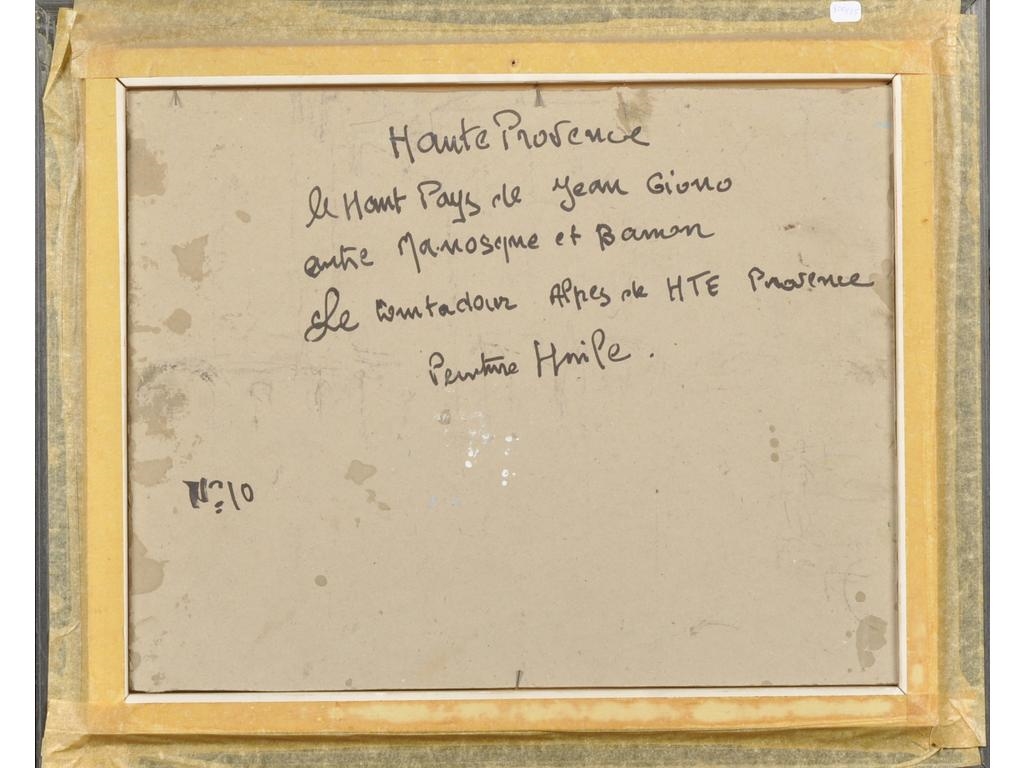 Haute Provence
le Haut Pays de Jean Giono
entre Manosque et Banon
Le Contadour Alpes de HTE Provence
Peinture Huile.
N° 10